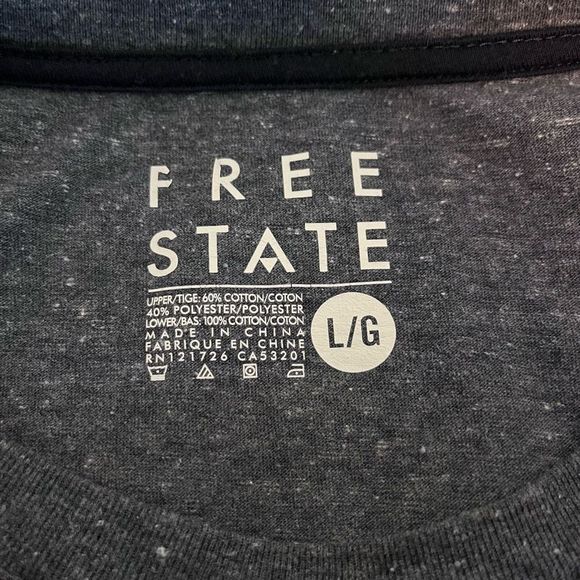 FREE
STATE
UPPER/TIGE: 60% COTTON/COTON
40% POLYESTER/POLYESTER
LOWER/BAS: 100% COTTON/COTON
MADE IN CHINA
FABRIQUE EN CHINE
RN121726 CA53201
L/G